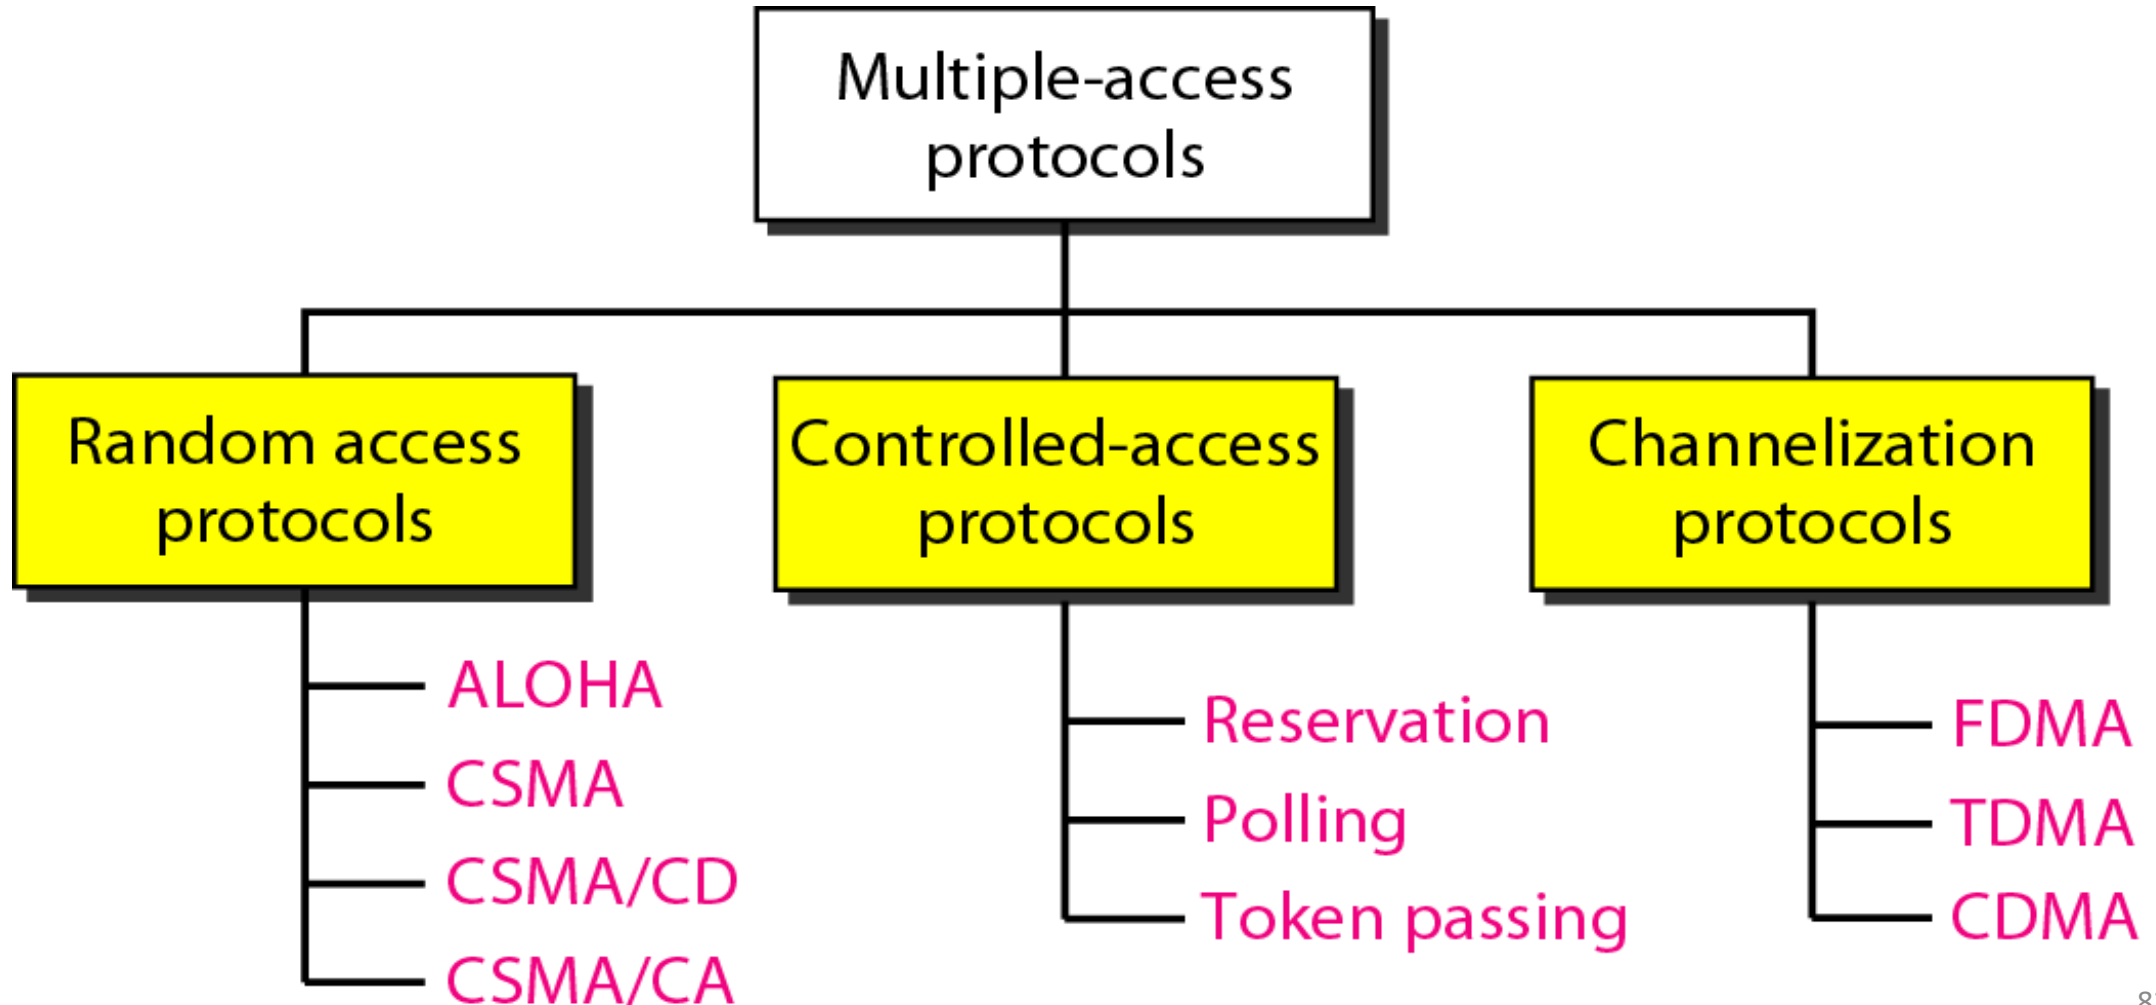 Multiple-access
protocols
Random access
protocols
Controlled-access
protocols
Channelization
protocols
ALOHA
CSMA
CSMA/CD
CSMA/CA
Reservation
Polling
Token passing
FDMA
TDMA
CDMA